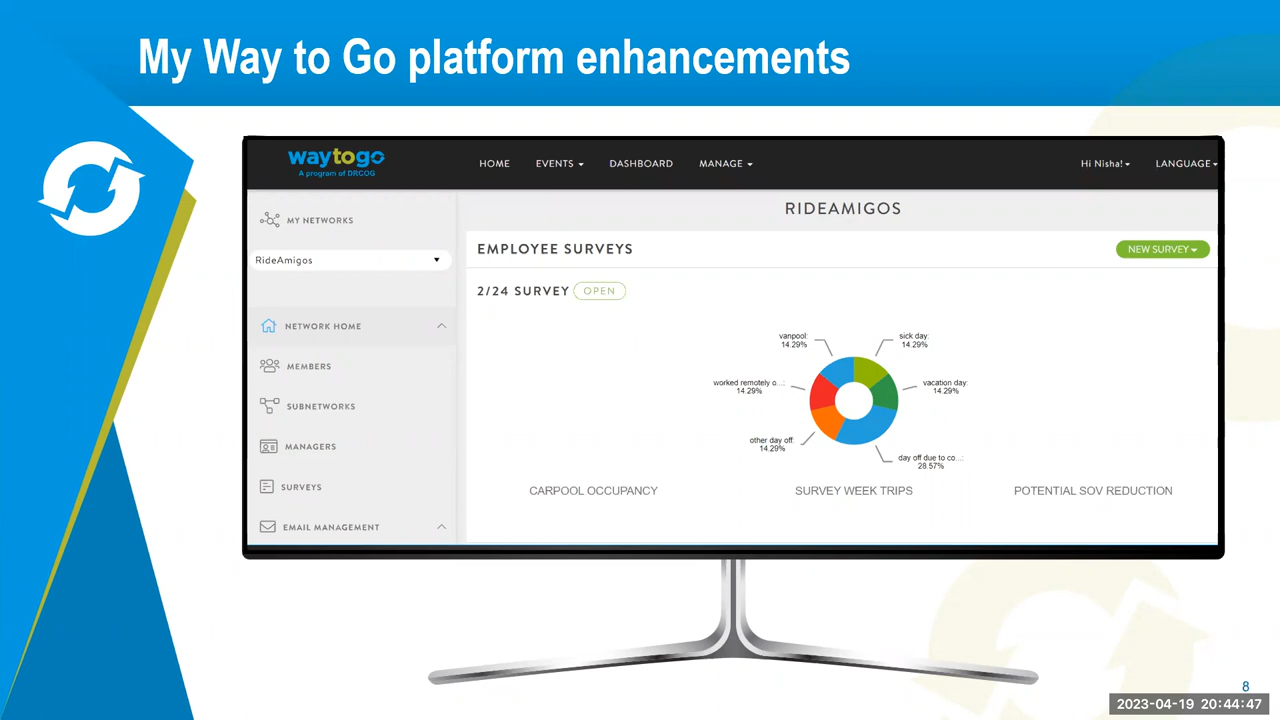 My Way to Go platform enhancements
waytogo
A program of DRCOG
HOME
EVENTS
DASHBOARD
MANAGE
Hi Nisha!
LANGUAGE
MY NETWORKS
RideAmigos
NETWORK HOME
MEMBERS
SUBNETWORKS
MANAGERS
SURVEYS
EMAIL MANAGEMENT
RIDEAMIGOS
EMPLOYEE SURVEYS
NEW SURVEY
2/24 SURVEY OPEN
vanpool:
14.29%
sick day:
14.29%
worked remotely o...:
14.29%
vacation day:
14.29%
other day off:
14.29%
day off due to co...:
28.57%
CARPOOL OCCUPANCY
SURVEY WEEK TRIPS
POTENTIAL SOV REDUCTION
8
2023-04-19 20:44:47